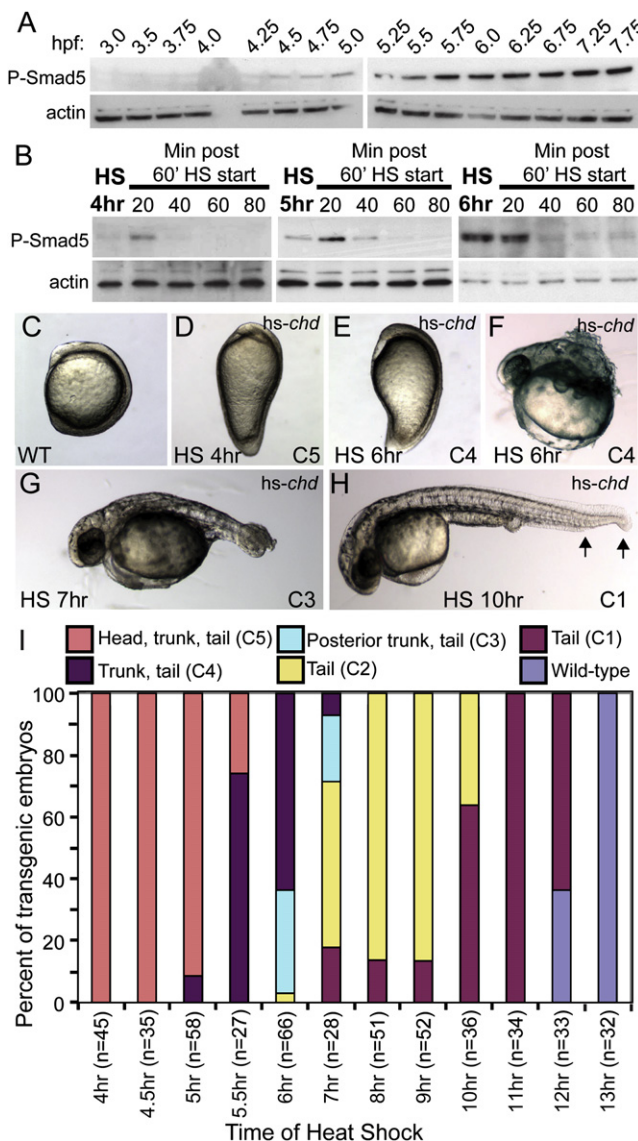 A
hpf: 3.0 3.5 3.75 4.0 4.25 4.5 4.75 5.0 5.25 5.5 5.75 6.0 6.25 6.75 7.25 7.75
P-Smad5
actin
B
HS 4hr Min post 60' HS start 20 40 60 80
HS 5hr Min post 60' HS start 20 40 60 80
HS 6hr Min post 60' HS start 20 40 60 80
P-Smad5
actin
C WT
D hs-chd HS 4hr C5
E hs-chd HS 6hr C4
F hs-chd HS 6hr C4
G hs-chd HS 7hr C3
H hs-chd HS 10hr C1
I
Head, trunk, tail (C5) Posterior trunk, tail (C3) Tail (C1)
Trunk, tail (C4) Tail (C2) Wild-type
Percent of transgenic embryos
100
80
60
40
20
0
4hr (n=45)
4.5hr (n=35)
5hr (n=58)
5.5hr (n=27)
6hr (n=66)
7hr (n=28)
8hr (n=51)
9hr (n=52)
10hr (n=36)
11hr (n=34)
12hr (n=33)
13hr (n=32)
Time of Heat Shock